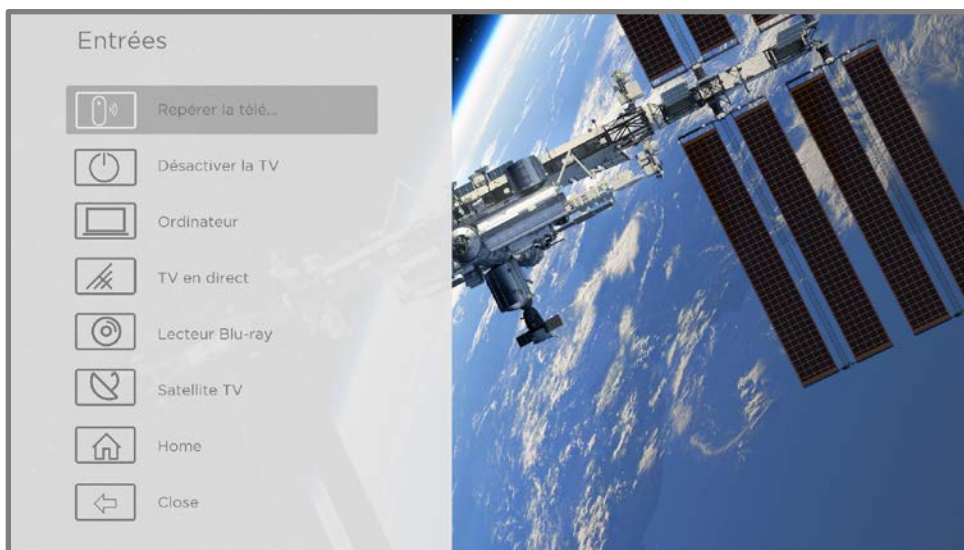 Entrées
Repérer la télé...
Désactiver la TV
Ordinateur
TV en direct
Lecteur Blu-ray
Satellite TV
Home
Close